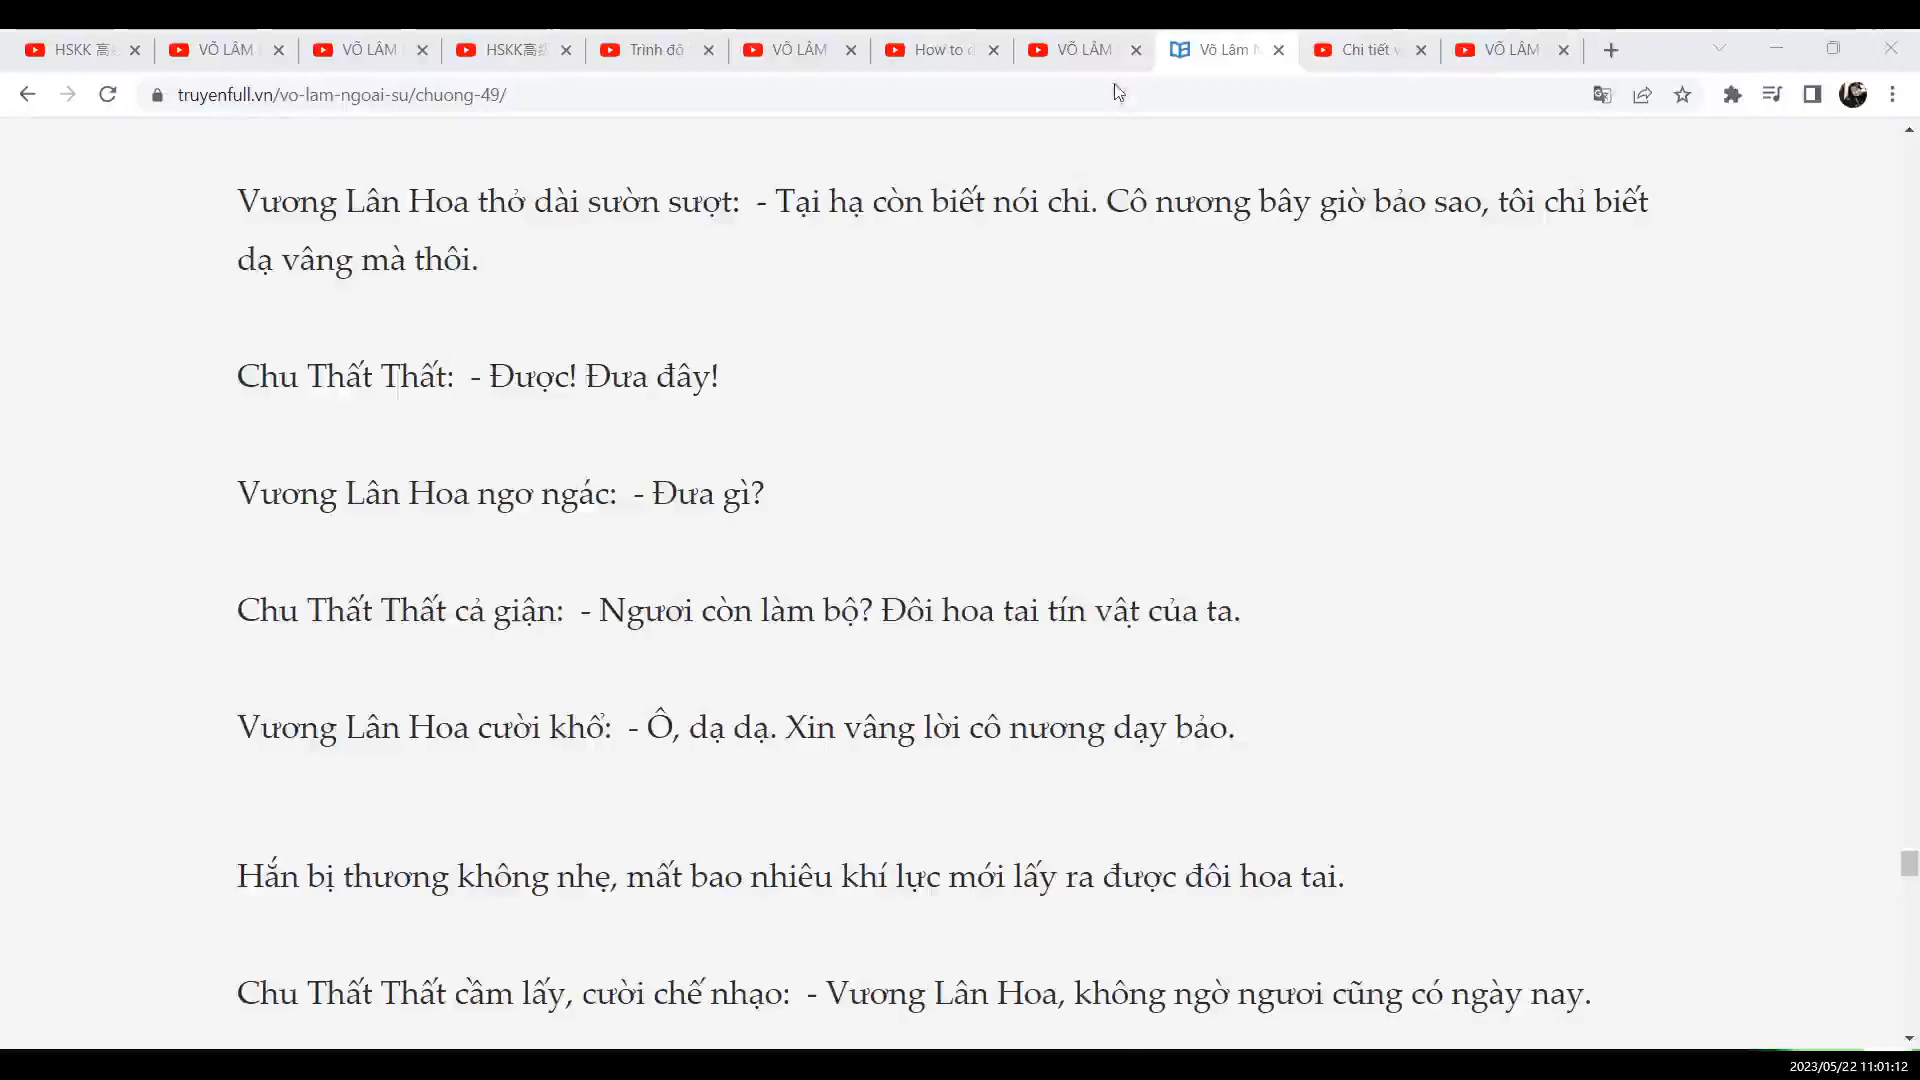 HSKK 高
VÕ LÂM
VÕ LÂM
HSKK高级
Trình độ
VÕ LÂM
How to
VÕ LÂM
Võ Lâm
Chi tiết
VÕ LÂM
truyenfull.vn/vo-lam-ngoai-su/chuong-49/
Vương Lân Hoa thở dài sườn sượt:  - Tại hạ còn biết nói chi. Cô nương bây giờ bảo sao, tôi chỉ biết
dạ vâng mà thôi.
Chu Thất Thất:  - Được! Đưa đây!
Vương Lân Hoa ngơ ngác:  - Đưa gì?
Chu Thất Thất cả giận:  - Ngươi còn làm bộ? Đôi hoa tai tín vật của ta.
Vương Lân Hoa cười khổ:  - Ô, dạ dạ. Xin vâng lời cô nương dạy bảo.
Hắn bị thương không nhẹ, mất bao nhiêu khí lực mới lấy ra được đôi hoa tai.
Chu Thất Thất cầm lấy, cười chế nhạo:  - Vương Lân Hoa, không ngờ ngươi cũng có ngày nay.
2023/05/22 11:01:12